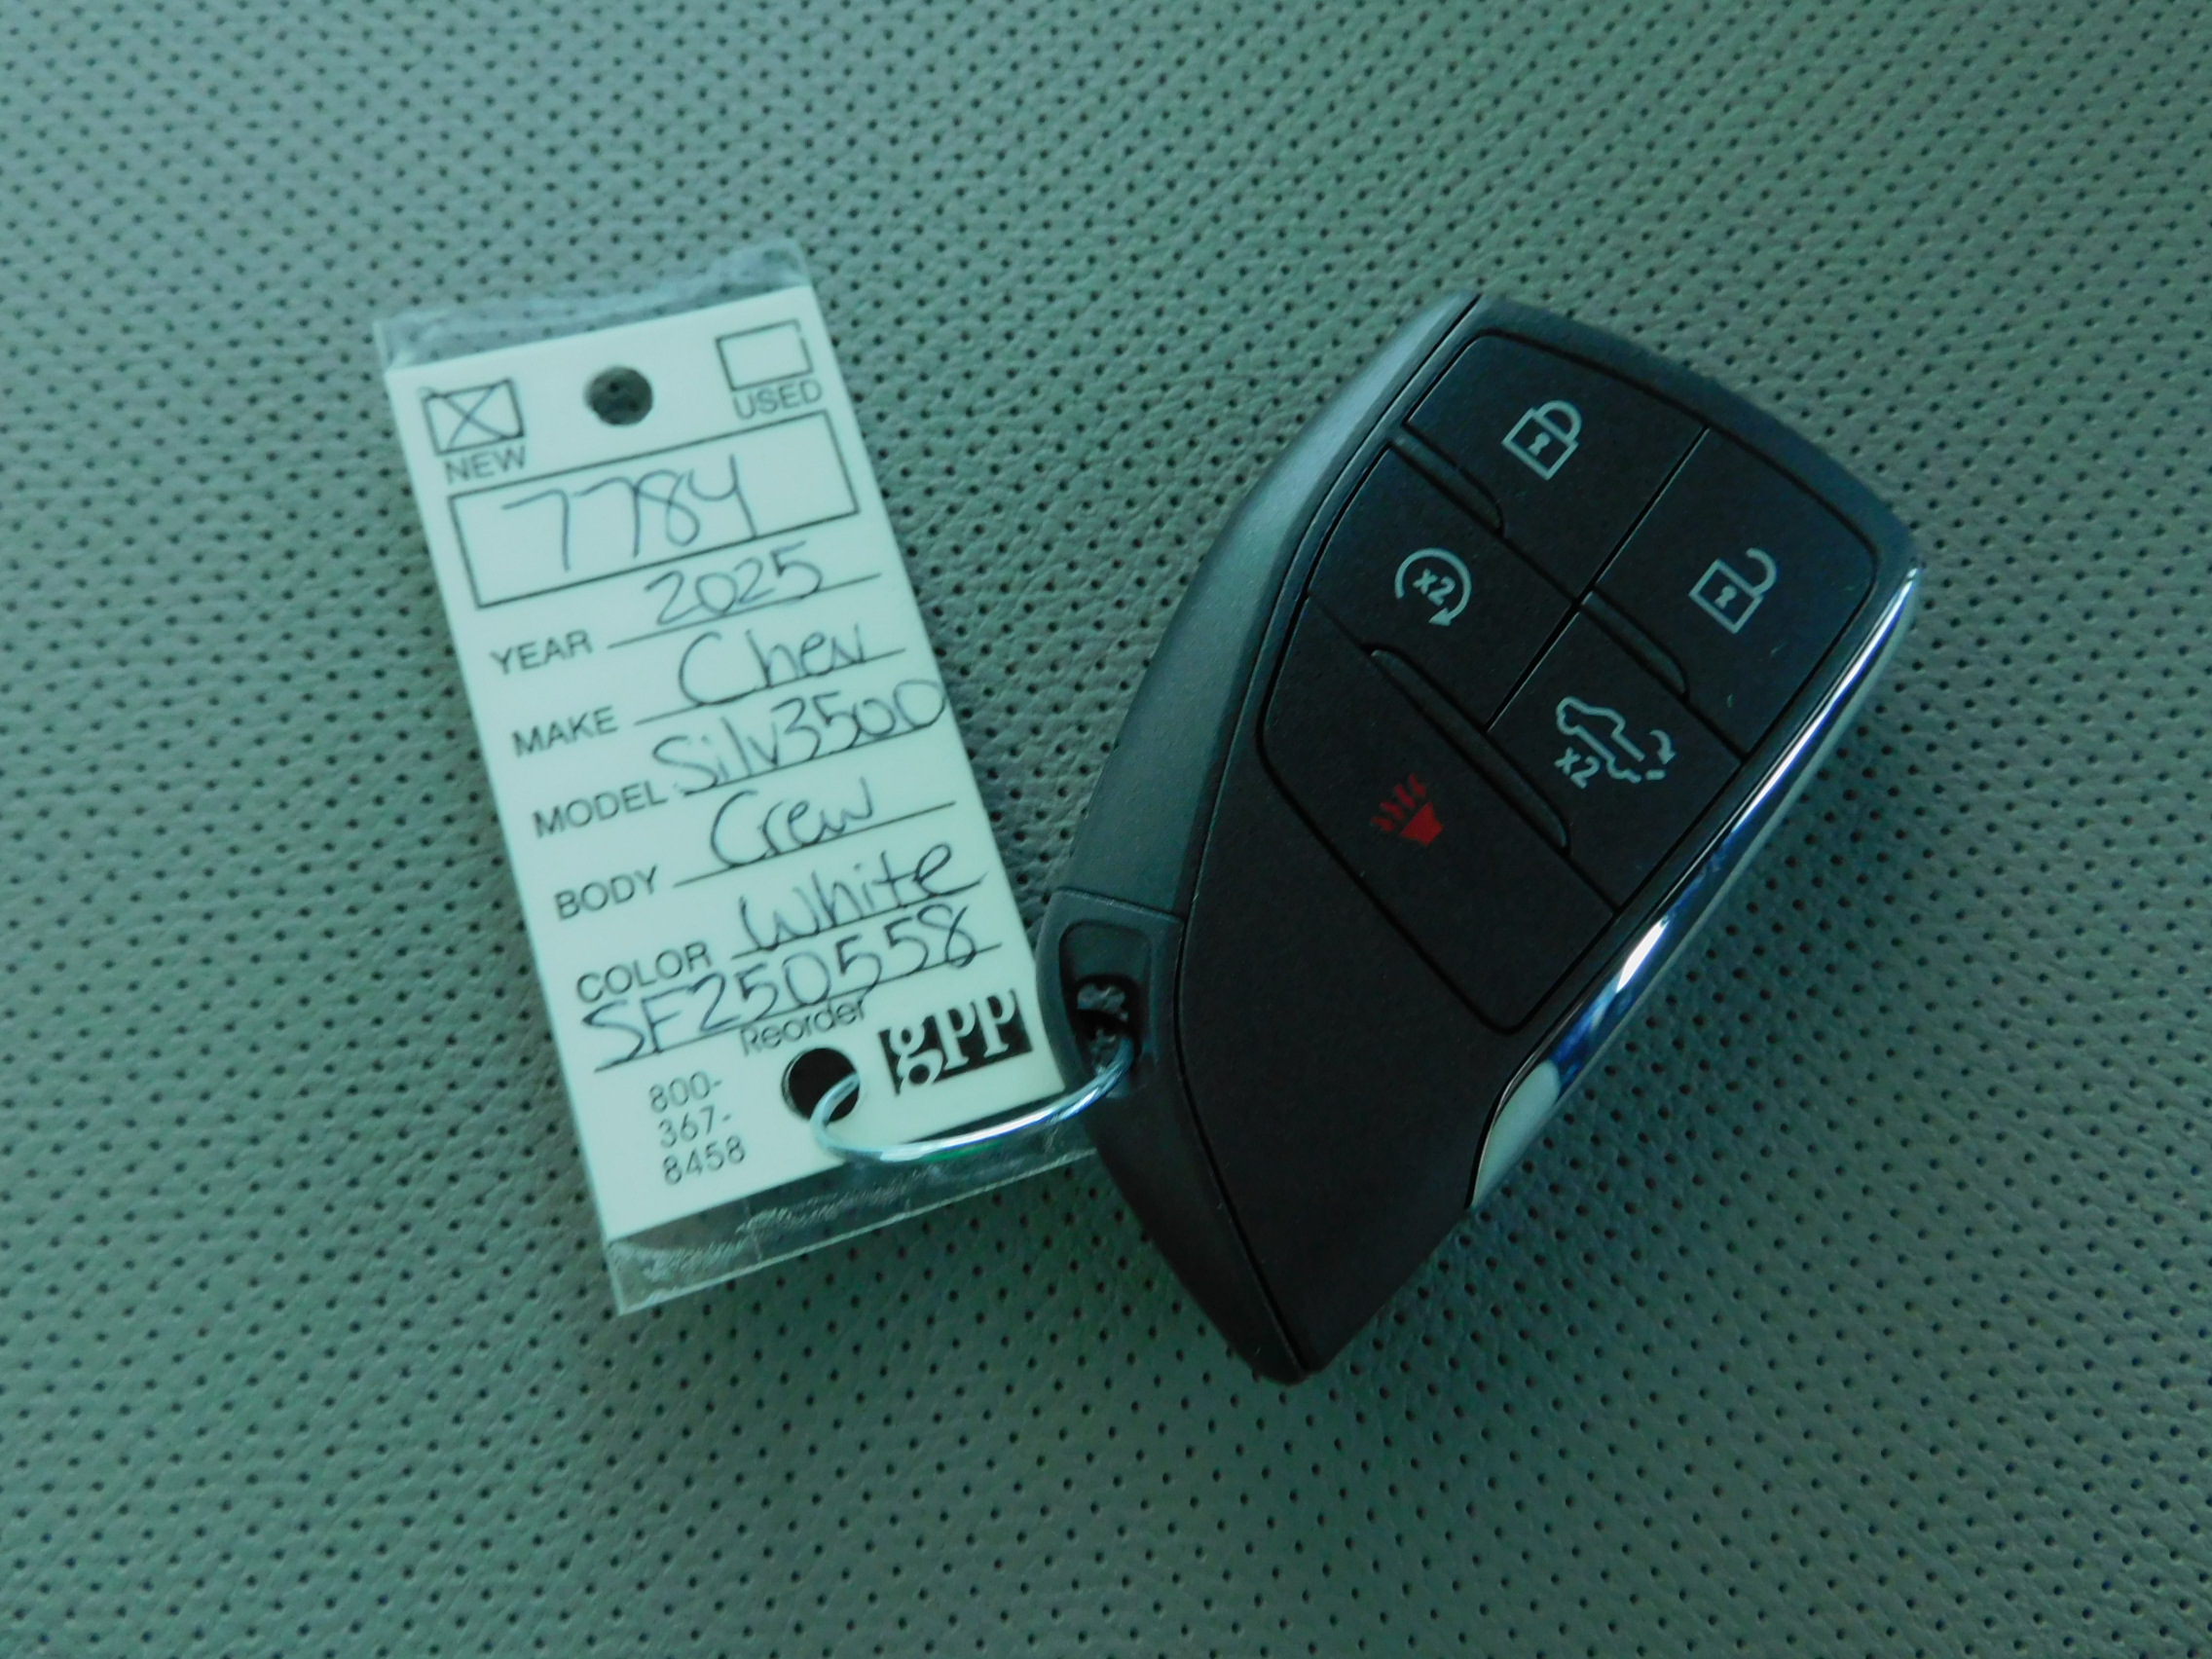 NEW USED
7784
YEAR 2025
MAKE Chev
MODEL Silv3500
BODY Crew
COLOR White
SF250558
Reorder gPP
800-
367-
8458
x2
x2